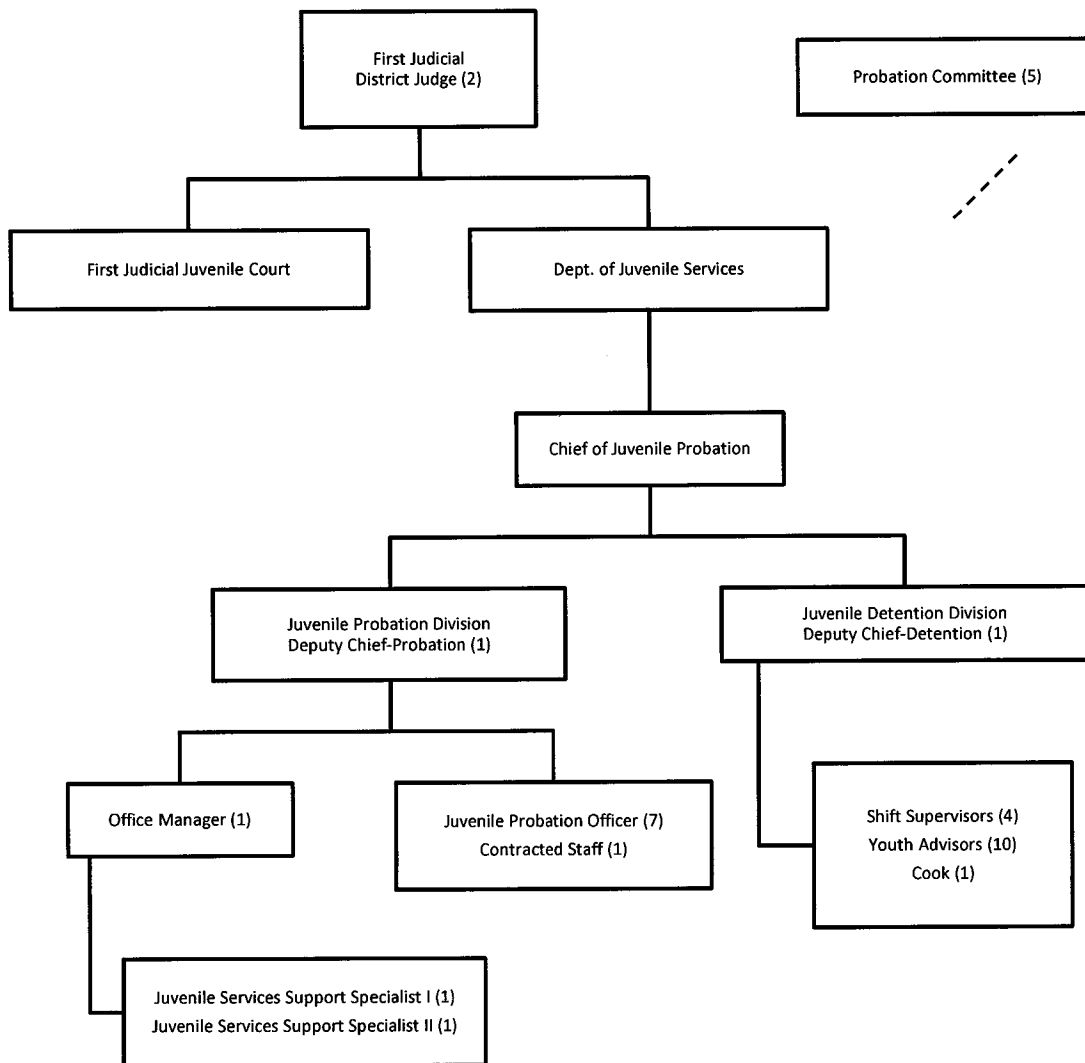 First Judicial
District Judge (2)
Probation Committee (5)
First Judicial Juvenile Court
Dept. of Juvenile Services
Chief of Juvenile Probation
Juvenile Probation Division
Deputy Chief-Probation (1)
Juvenile Detention Division
Deputy Chief-Detention (1)
Office Manager (1)
Juvenile Probation Officer (7)
Contracted Staff (1)
Shift Supervisors (4)
Youth Advisors (10)
Cook (1)
Juvenile Services Support Specialist I (1)
Juvenile Services Support Specialist II (1)